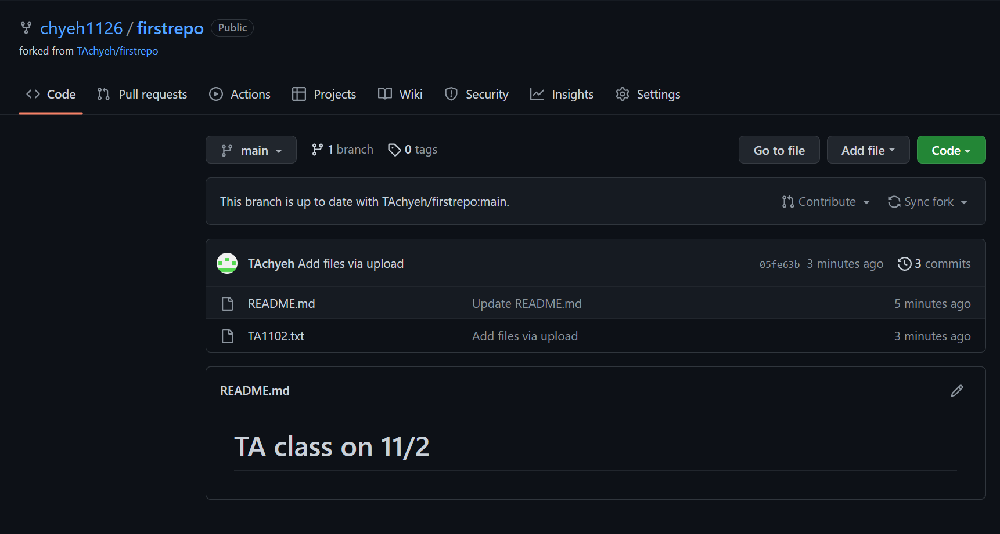 chyeh1126 / firstrepo Public
forked from TAchyeh/firstrepo
Code Pull requests Actions Projects Wiki Security Insights Settings
main 1 branch 0 tags Go to file Add file Code
This branch is up to date with TAchyeh/firstrepo:main. Contribute Sync fork
TAchyeh Add files via upload 05fe63b 3 minutes ago 3 commits
README.md Update README.md 5 minutes ago
TA1102.txt Add files via upload 3 minutes ago
README.md
TA class on 11/2